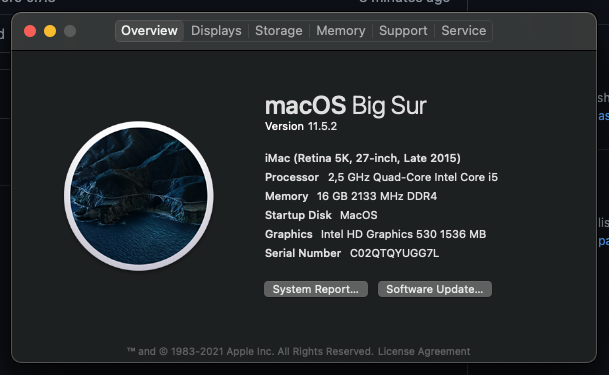 5 minutes ago
Overview Displays Storage Memory Support Service
macOS Big Sur
Version 11.5.2
iMac (Retina 5K, 27-inch, Late 2015)
Processor 2,5 GHz Quad-Core Intel Core i5
Memory 16 GB 2133 MHz DDR4
Startup Disk MacOS
Graphics Intel HD Graphics 530 1536 MB
Serial Number C02QTQYUGG7L
System Report... Software Update...
™ and © 1983-2021 Apple Inc. All Rights Reserved. License Agreement